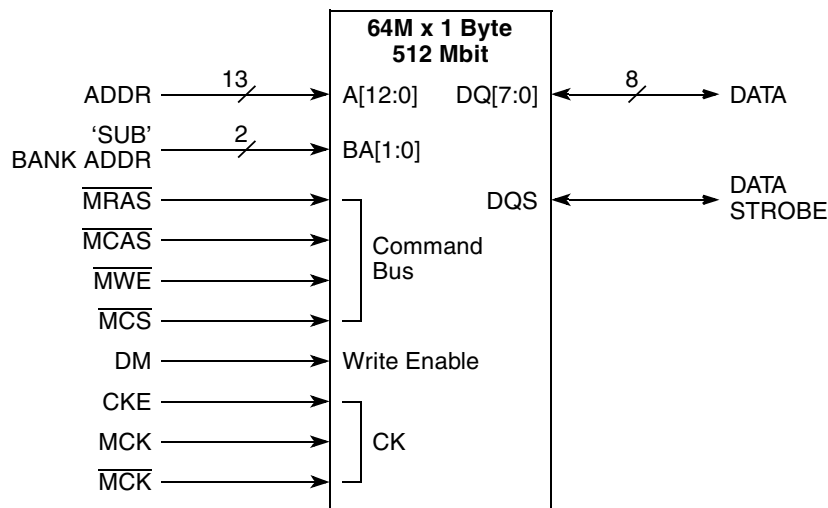 64M x 1 Byte
512 Mbit
ADDR 13 A[12:0] DQ[7:0] 8 DATA
'SUB'
BANK ADDR 2 BA[1:0]
MRAS DQS DATA
STROBE
MCAS Command
Bus
MWE
MCS
DM Write Enable
CKE
MCK CK
MCK